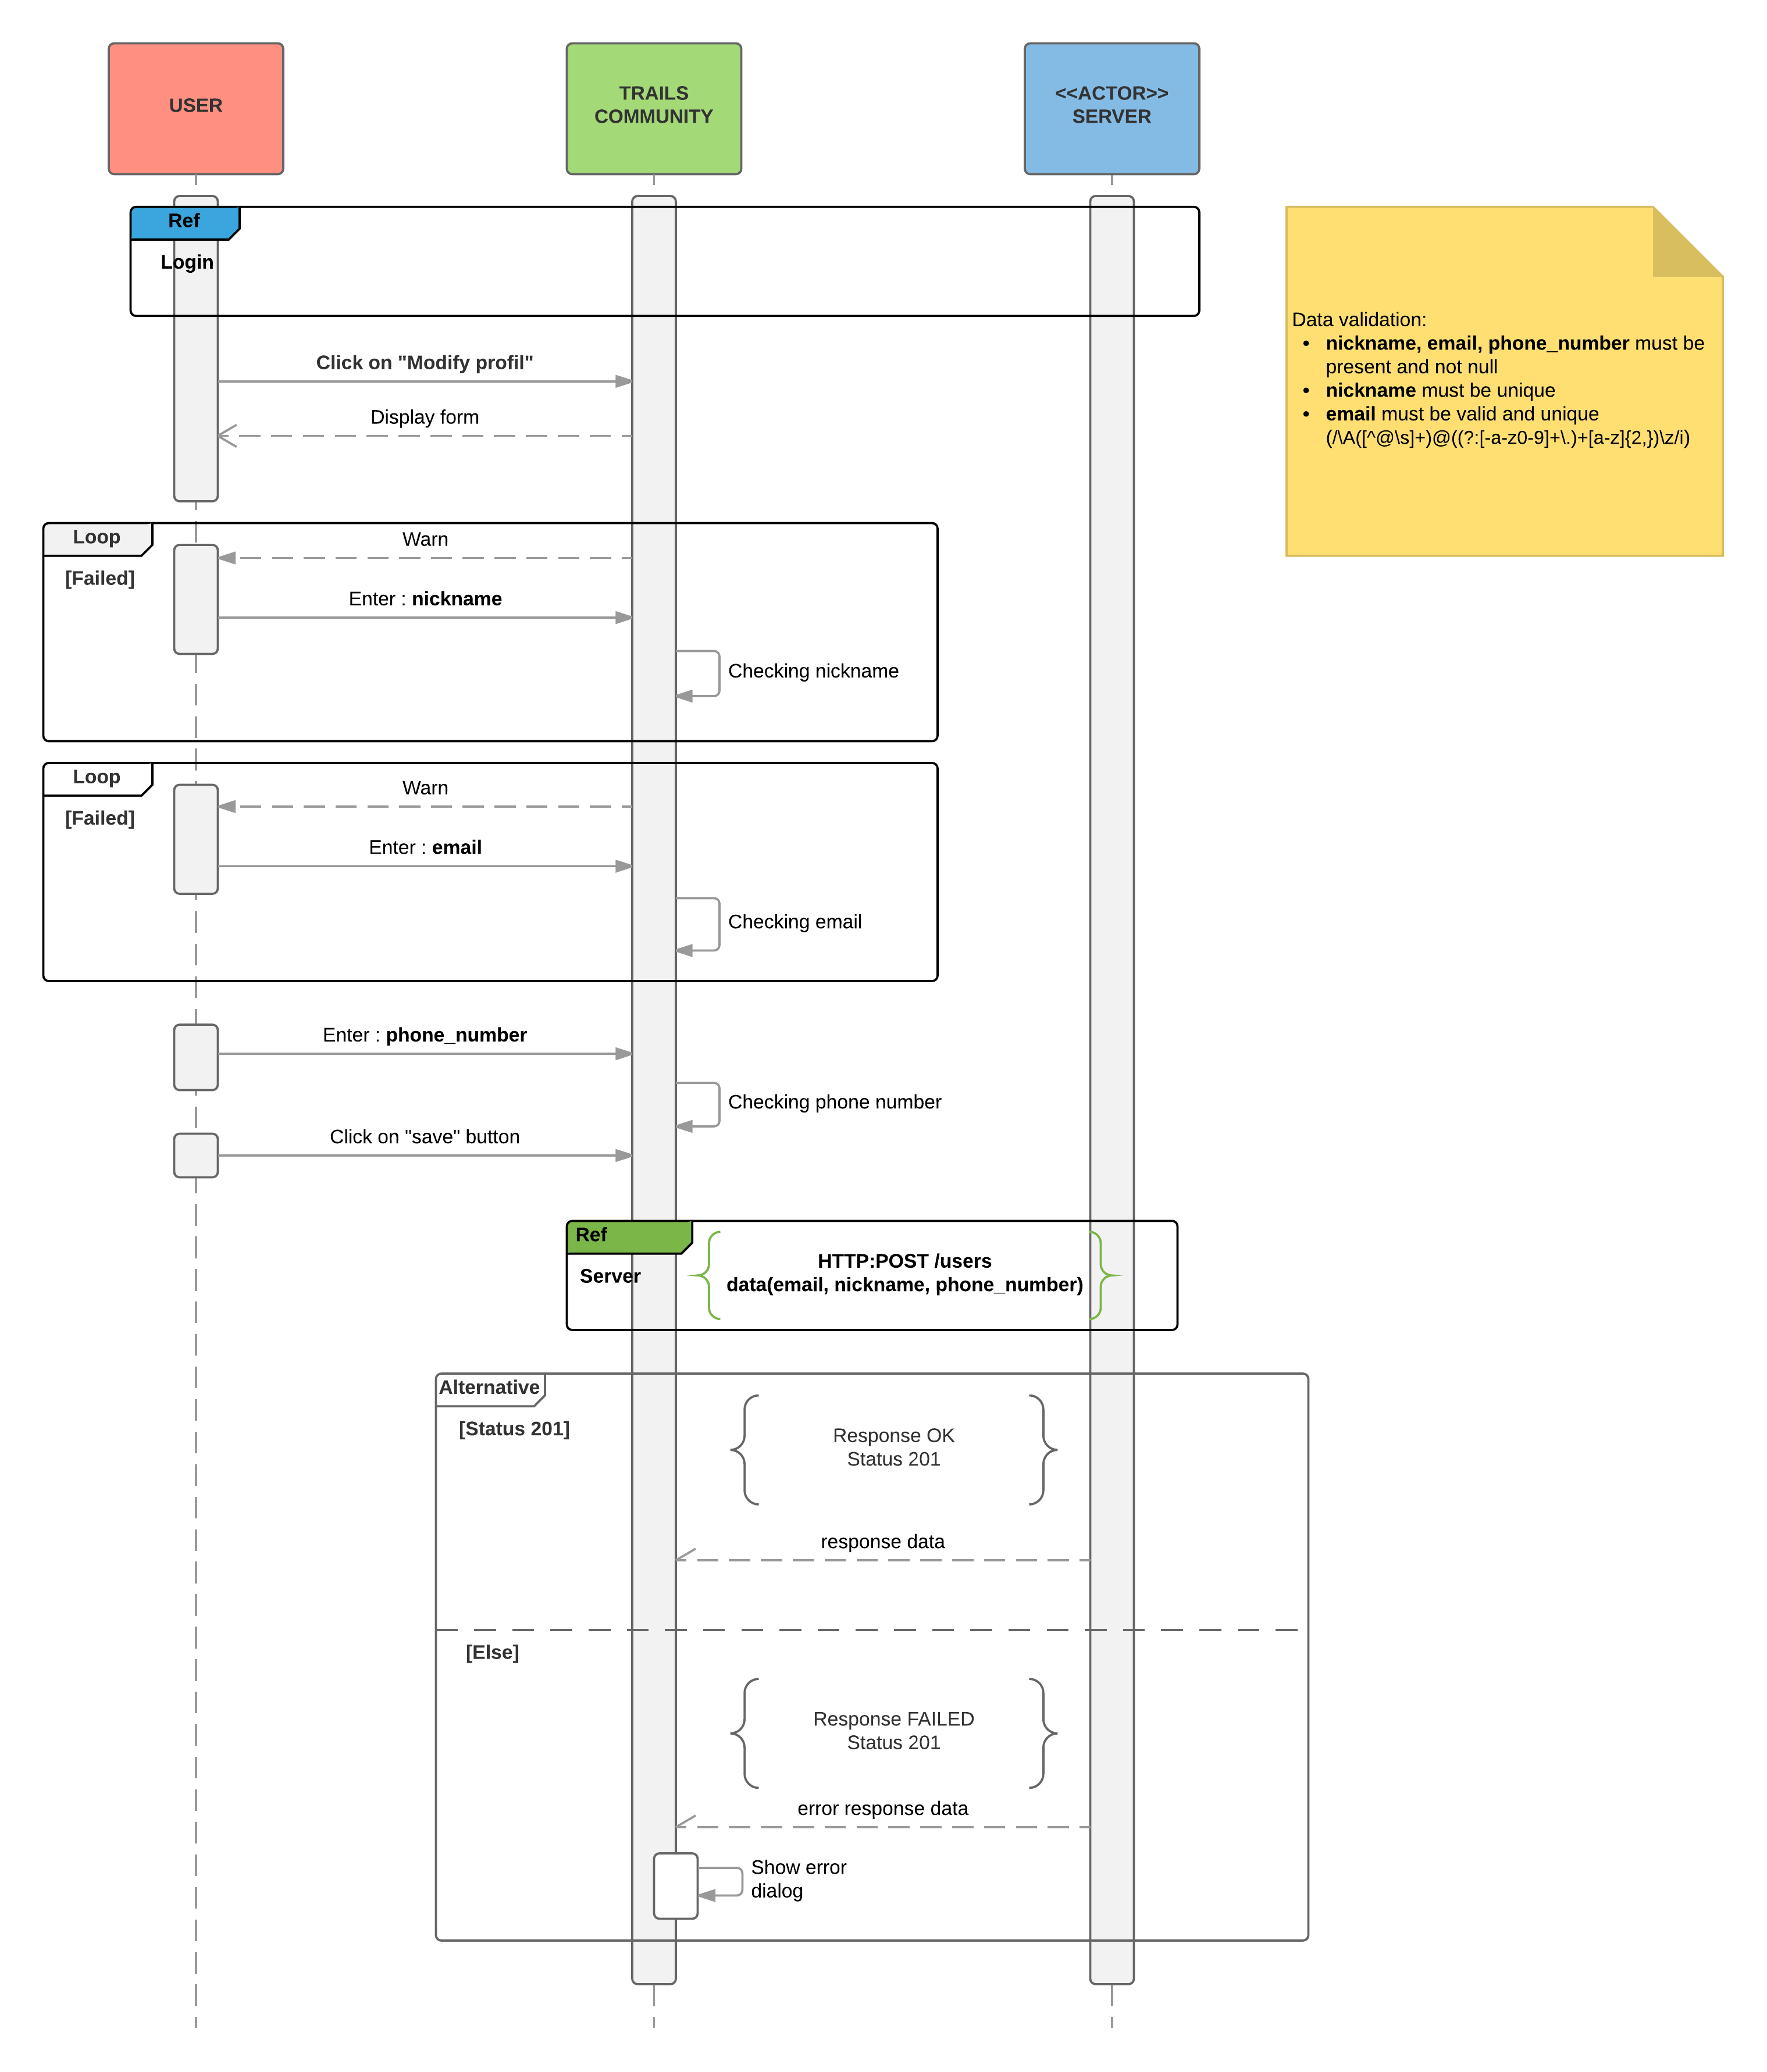 USER
TRAILS
COMMUNITY
<<ACTOR>>
SERVER
Ref
Login
Data validation:
• nickname, email, phone_number must be
present and not null
• nickname must be unique
• email must be valid and unique
(/\A([^@\s]+)@((?:[-a-z0-9]+\.)+[a-z]{2,})\z/i)
Click on "Modify profil"
Display form
Loop
[Failed]
Warn
Enter : nickname
Checking nickname
Loop
[Failed]
Warn
Enter : email
Checking email
Enter : phone_number
Checking phone number
Click on "save" button
Ref
Server
HTTP:POST /users
data(email, nickname, phone_number)
Alternative
[Status 201]
Response OK
Status 201
response data
[Else]
Response FAILED
Status 201
error response data
Show error
dialog